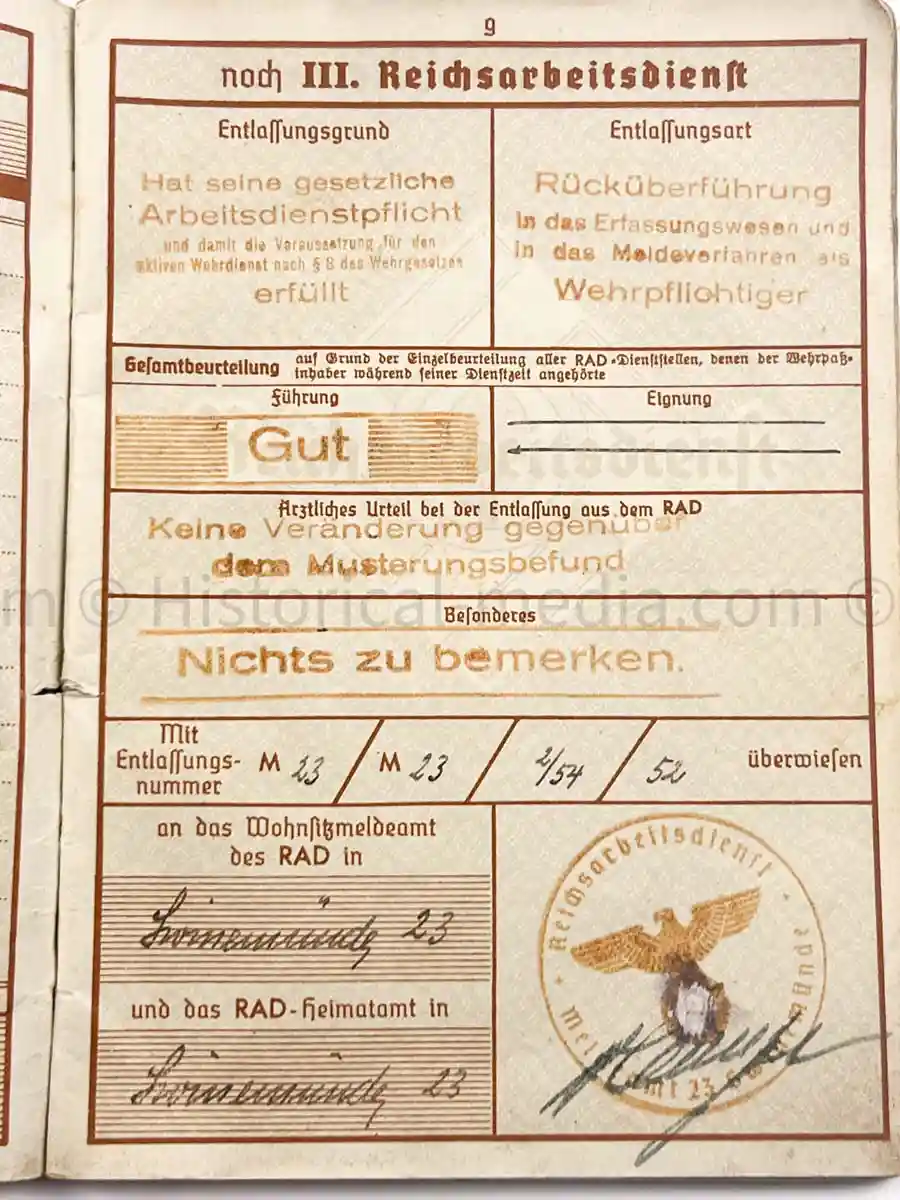 9
noch III. Reichsarbeitsdienst
Entlassungsgrund
Hat seine gesetzliche
Arbeitsdienstpflicht
und damit die Voraussetzung für den
aktiven Wehrdienst nach § 8 des Wehrgesetzes
erfüllt
Entlassungsart
Rücküberführung
in das Erfassungswesen und
in das Meldeverfahren als
Wehrpflichtiger
Gesamtbeurteilung auf Grund der Einzelbeurteilung aller RAD-Dienststellen, denen der Wehrpaß-
inhaber während seiner Dienstzeit angehörte
Führung
Gut
Eignung
Ärztliches Urteil bei der Entlassung aus dem RAD
Keine Veränderung gegenüber
dem Musterungsbefund
Besonderes
Nichts zu bemerken.
Mit
Entlassungs-
nummer
M 23 / M 23 / 2/54 / 52 überwiesen
an das Wohnsitzmeldeamt
des RAD in
Swinemünde 23
und das RAD-Heimatamt in
Swinemünde 23
Reichsarbeitsdienst
Meldeamt 23 Swinemünde
m © Historical-media.com ©